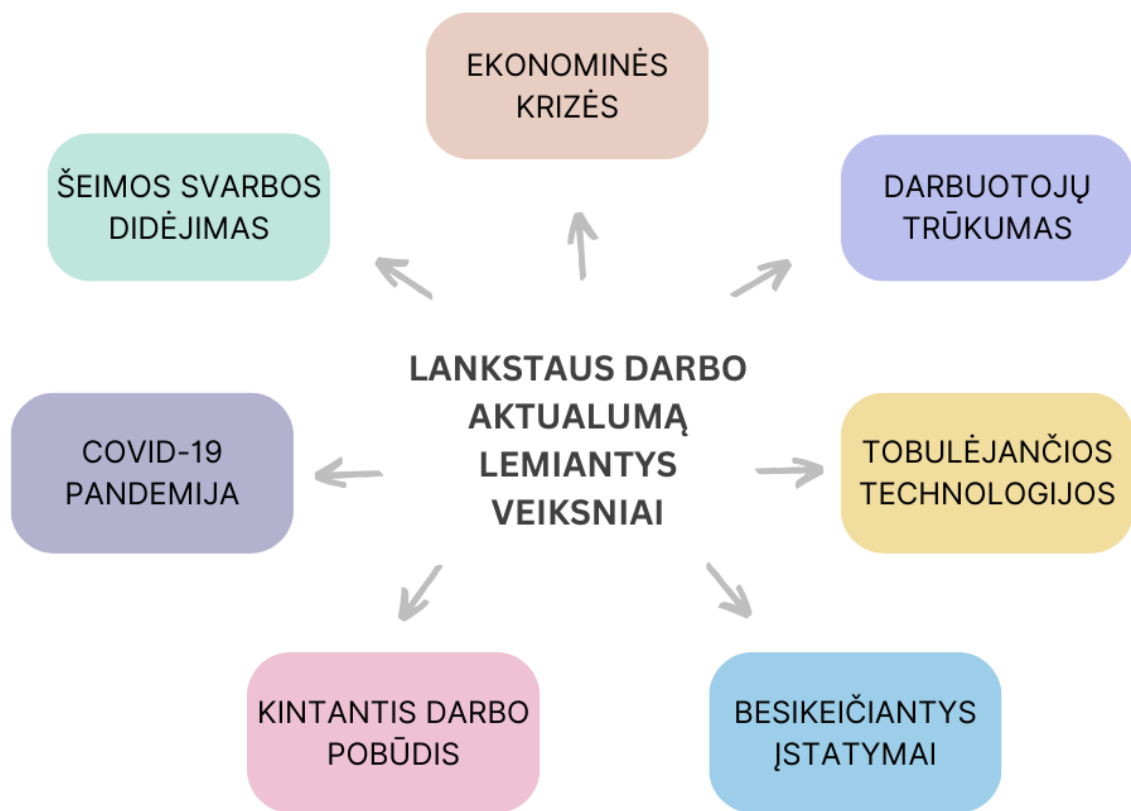 EKONOMINĖS
KRIZĖS
ŠEIMOS SVARBOS
DIDĖJIMAS
DARBUOTOJŲ
TRŪKUMAS
LANKSTAUS DARBO
AKTUALUMĄ
LEMIANTYS
VEIKSNIAI
COVID-19
PANDEMIJA
TOBULĖJANČIOS
TECHNOLOGIJOS
KINTANTIS DARBO
POBŪDIS
BESIKEIČIANTYS
ĮSTATYMAI